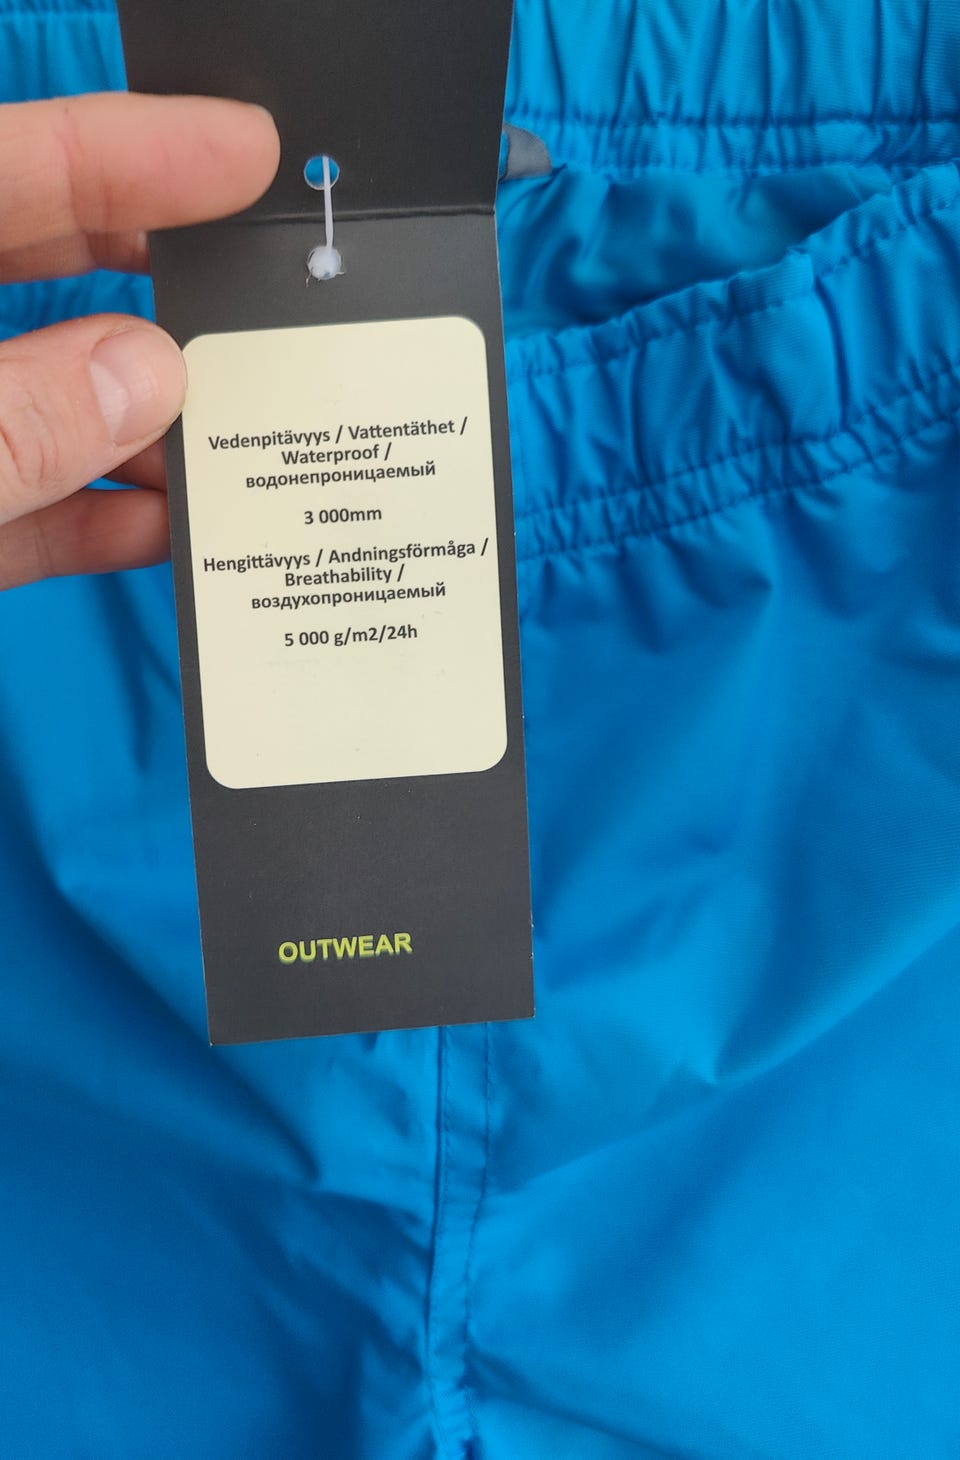 Vedenpitävyys / Vattentäthet /
Waterproof /
водонепроницаемый
3 000mm
Hengittävyys / Andningsförmåga /
Breathability /
воздухопроницаемый
5 000 g/m2/24h
OUTWEAR